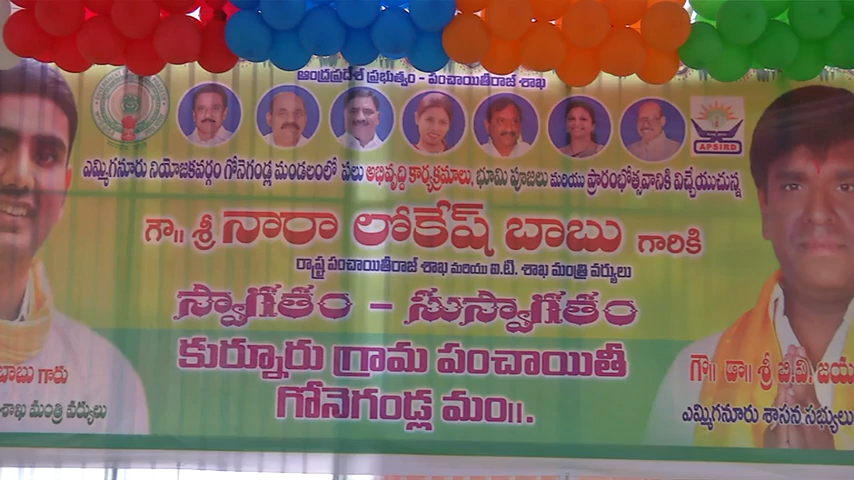 ఆంధ్రప్రదేశ్ ప్రభుత్వం - పంచాయితీరాజ్ శాఖ
APSIRD
ఎమ్మిగనూరు నియోజకవర్గం గోనెగండ్ల మండలంలో పలు అభివృద్ధి కార్యక్రమాలు, భూమి పూజలు మరియు ప్రారంభోత్సవానికి విచ్చేయుచున్న
గౌ॥ శ్రీ నారా లోకేష్ బాబు గారికి
రాష్ట్ర పంచాయితీరాజ్ శాఖ మరియు ఐ.టి. శాఖ మంత్రి వర్యులు
స్వాగతం - సుస్వాగతం
కుర్నూరు గ్రామ పంచాయితీ
గోనెగండ్ల మం॥.
బాబు గారు
శాఖ మంత్రి వర్యులు
గౌ॥ డా॥ శ్రీ బి.వి. జయ
ఎమ్మిగనూరు శాసన సభ్యులు